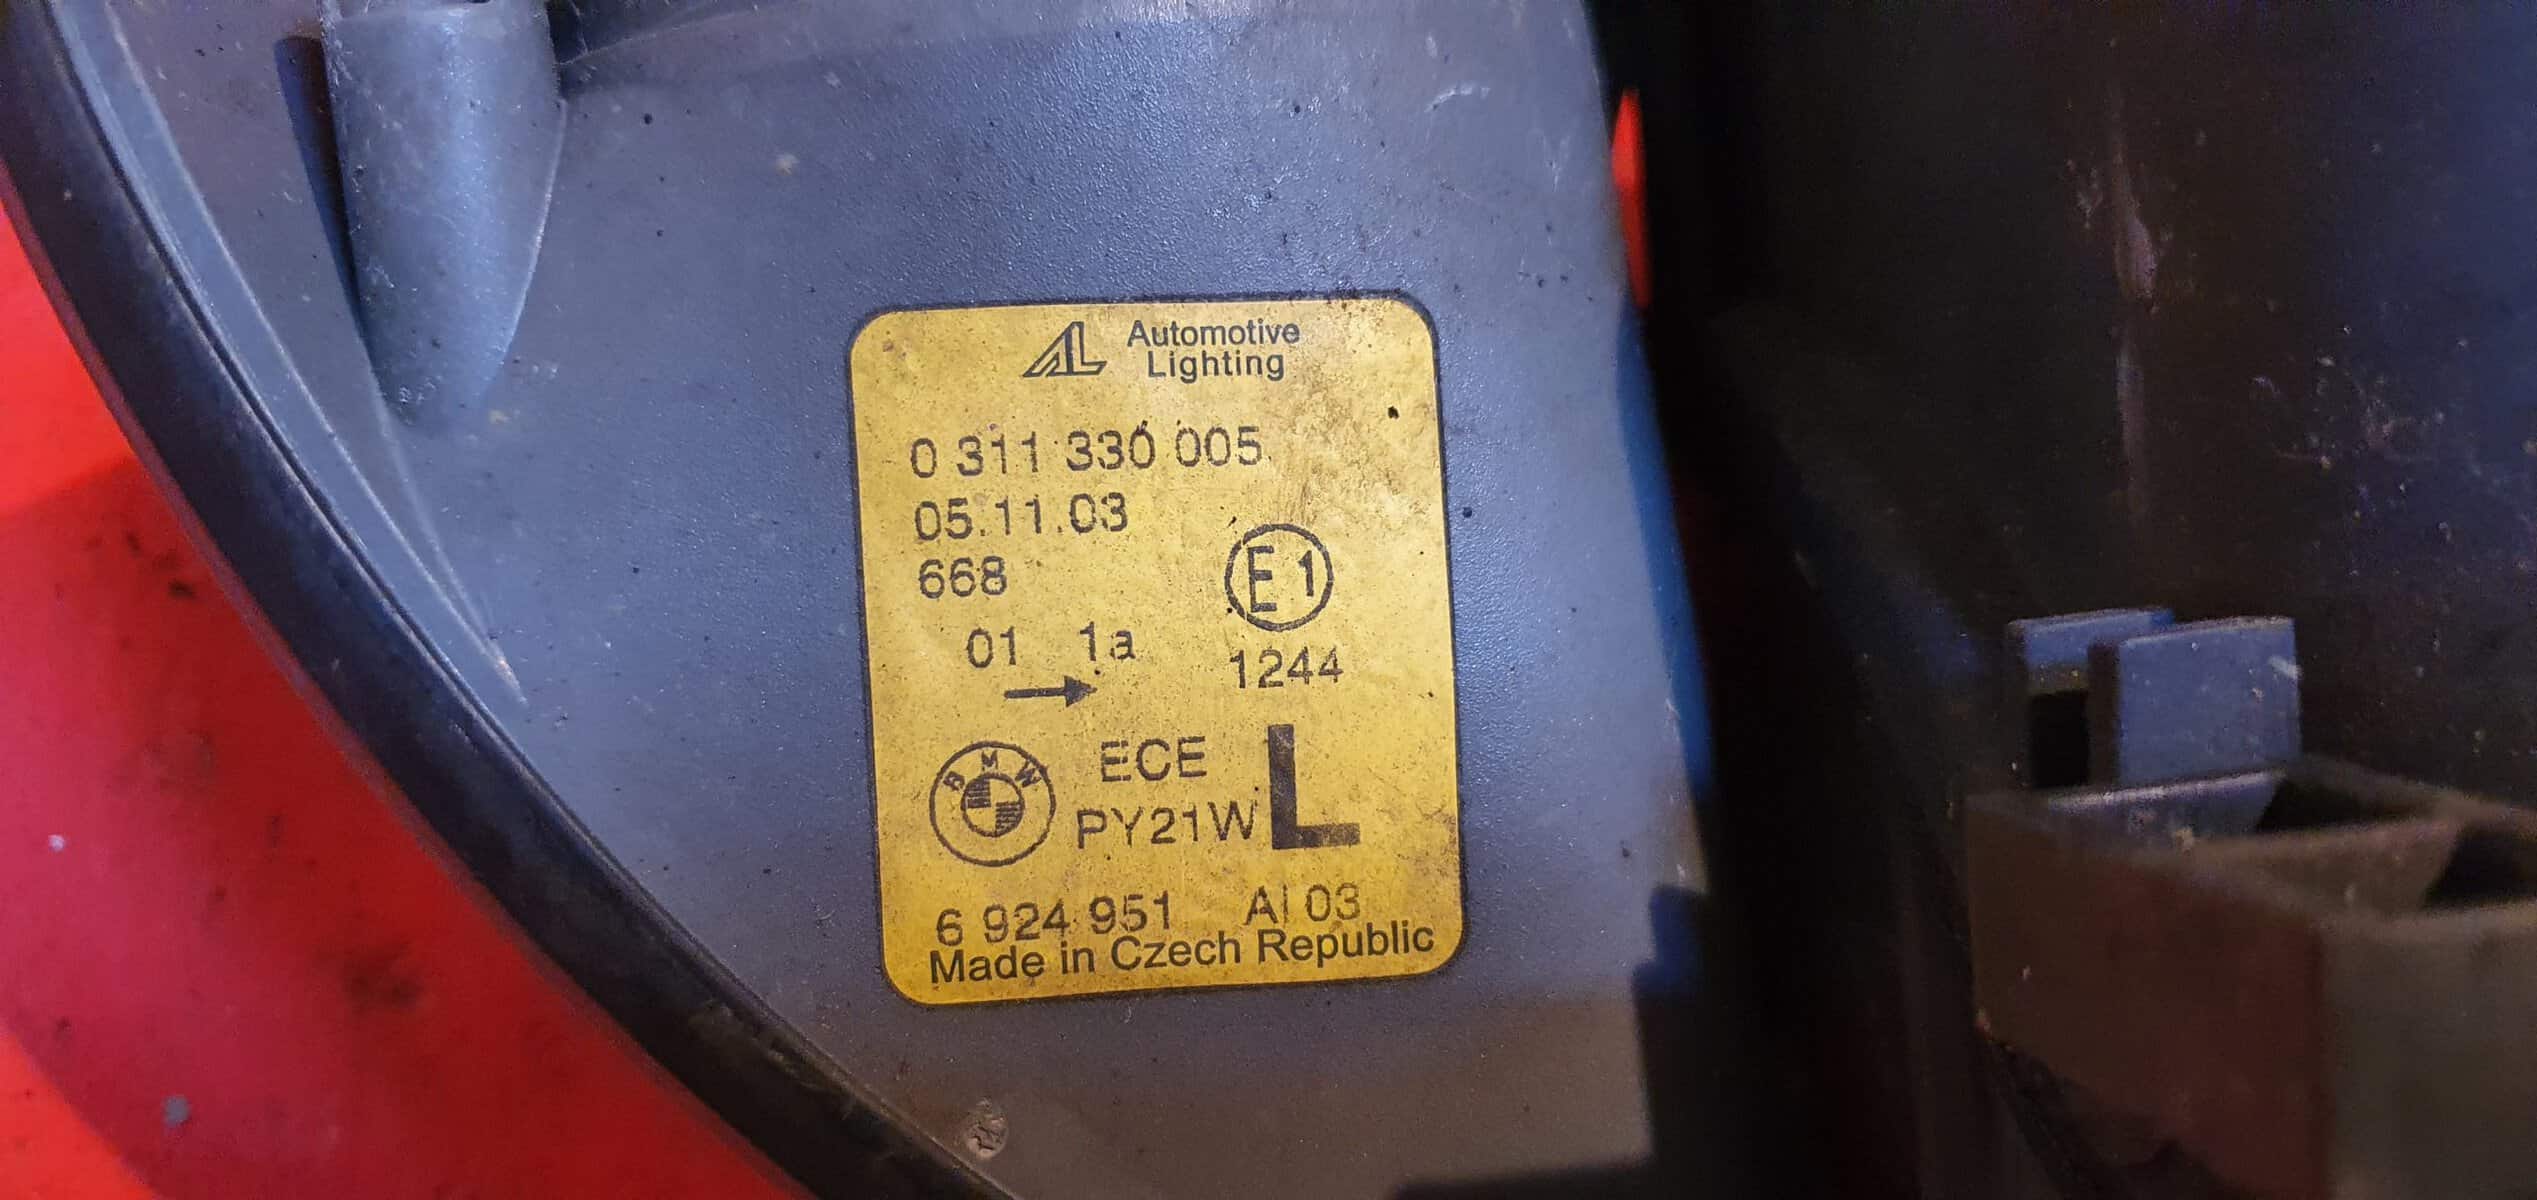 AL Automotive
Lighting
0 311 330 005
05.11.03
668
E1
01 1a
1244
BMW
ECE
PY21W
L
6 924 951 AI 03
Made in Czech Republic